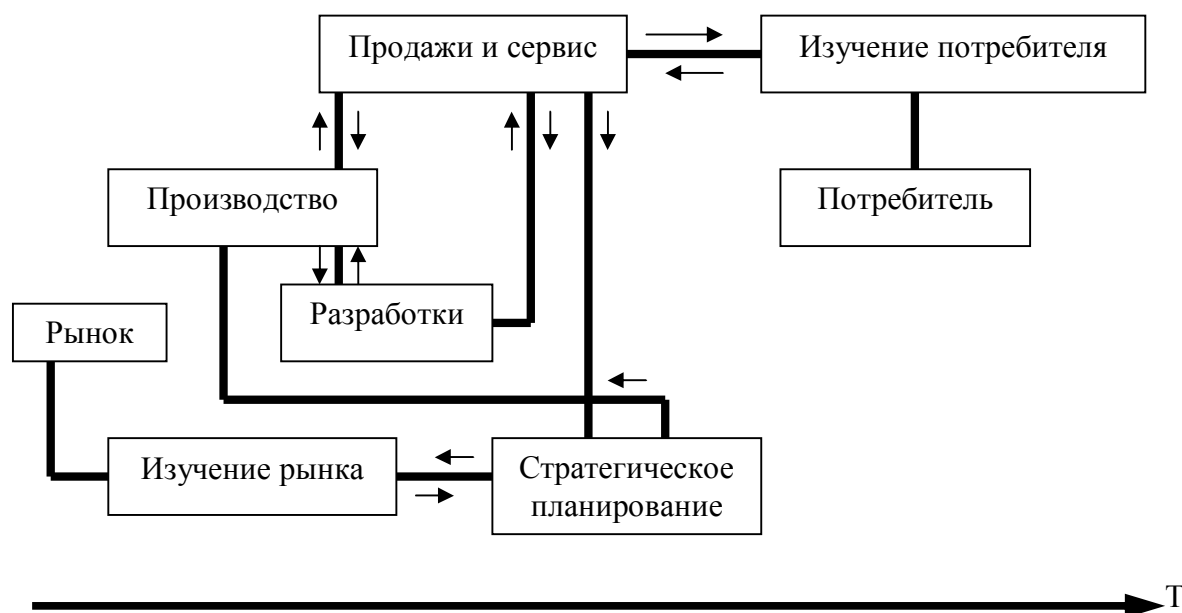 Продажи и сервис
Изучение потребителя
Производство
Потребитель
Разработки
Рынок
Изучение рынка
Стратегическое
планирование
Т